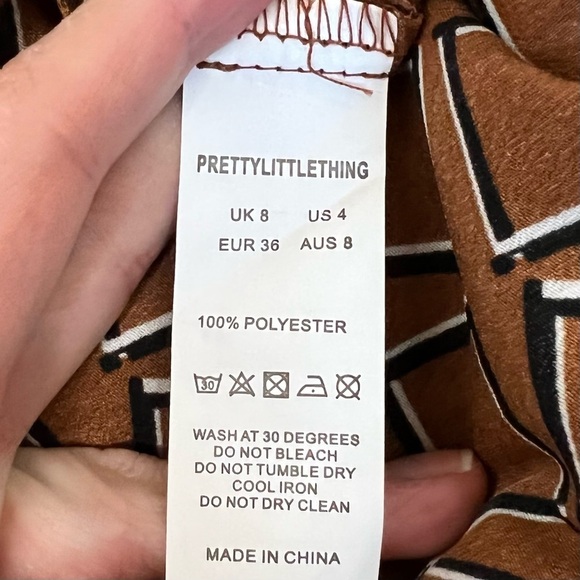 PRETTYLITTLETHING
UK 8 US 4
EUR 36 AUS 8
100% POLYESTER
30
WASH AT 30 DEGREES
DO NOT BLEACH
DO NOT TUMBLE DRY
COOL IRON
DO NOT DRY CLEAN
MADE IN CHINA